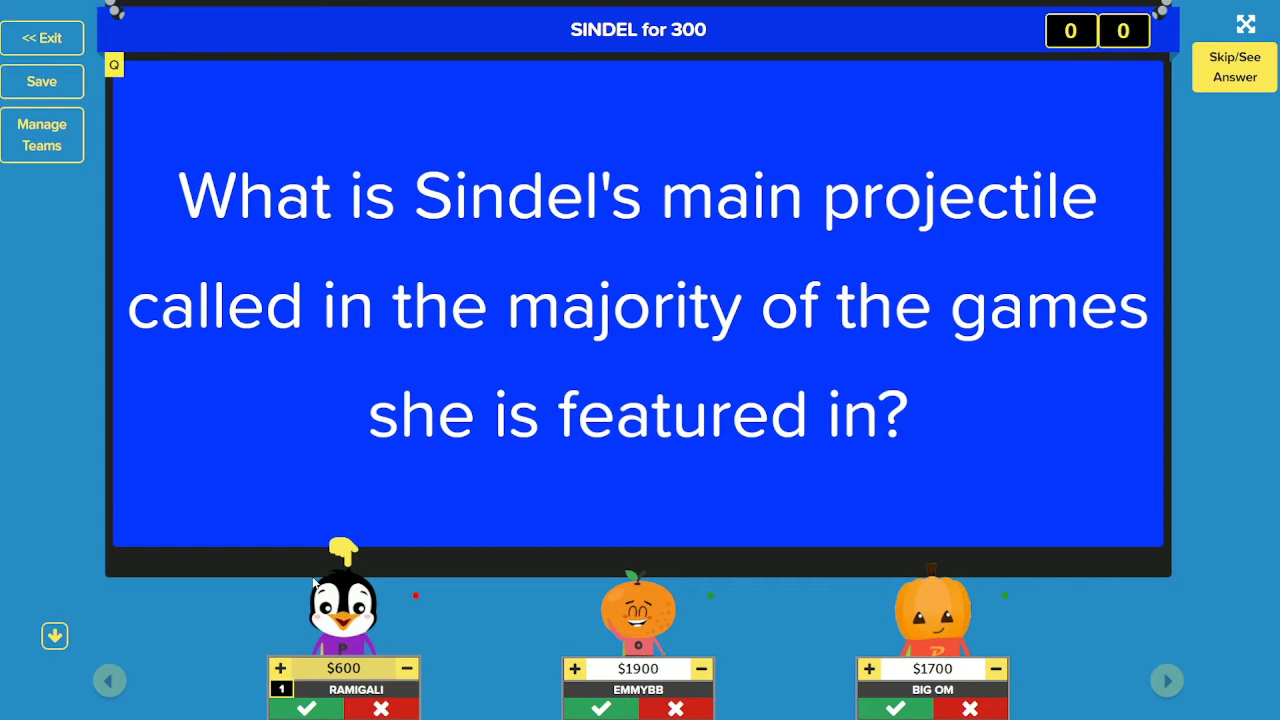 << Exit
Save
Manage
Teams
SINDEL for 300
0 0
Skip/See
Answer
Q
What is Sindel's main projectile
called in the majority of the games
she is featured in?
P
O
P
+ $600 −
1 RAMIGALI
+ $1900 −
EMMYBB
+ $1700 −
BIG OM